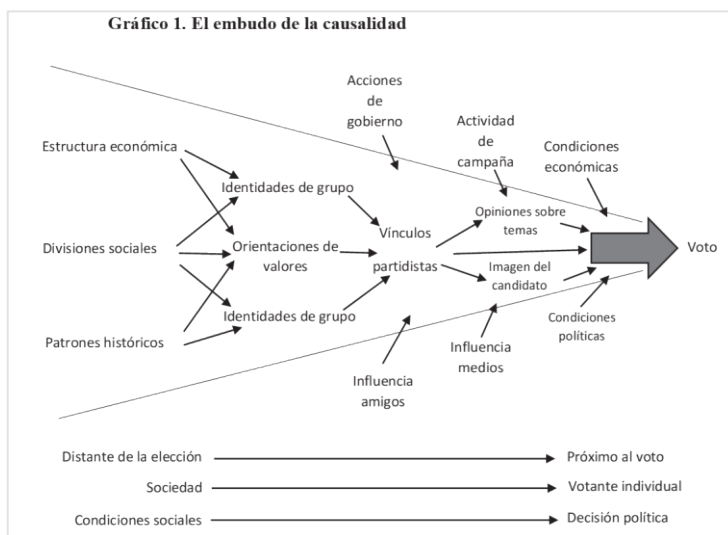 Gráfico 1. El embudo de la causalidad
Acciones
de
gobierno
Actividad
de
campaña
Condiciones
económicas
Estructura económica
Identidades de grupo
Opiniones sobre
temas
Vínculos
partidistas
Divisiones sociales
Orientaciones de
valores
Voto
Imagen del
candidato
Identidades de grupo
Patrones históricos
Condiciones
políticas
Influencia
medios
Influencia
amigos
Distante de la elección
Próximo al voto
Sociedad
Votante individual
Condiciones sociales
Decisión política